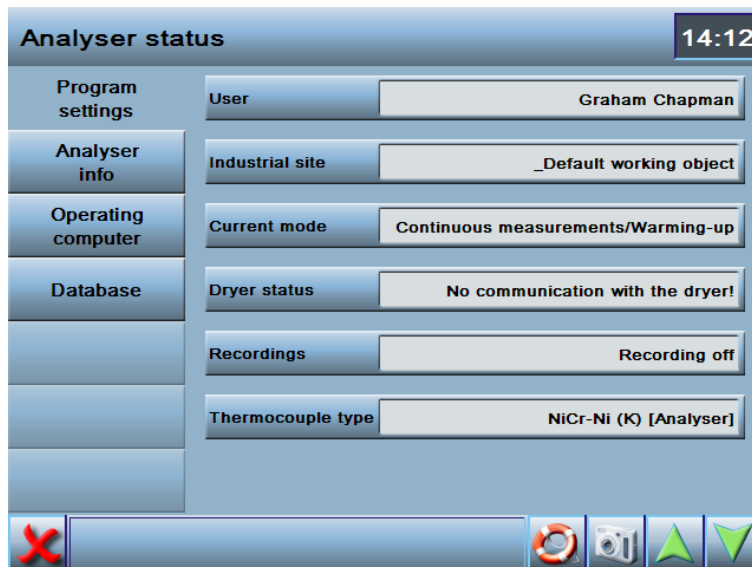 Analyser status
14:12
Program
settings
Analyser
info
Operating
computer
Database
User
Graham Chapman
Industrial site
_Default working object
Current mode
Continuous measurements/Warming-up
Dryer status
No communication with the dryer!
Recordings
Recording off
Thermocouple type
NiCr-Ni (K) [Analyser]